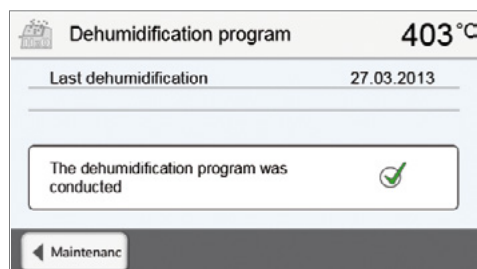 Dehumidification program 403°C
Last dehumidification 27.03.2013
The dehumidification program was
conducted
Maintenanc